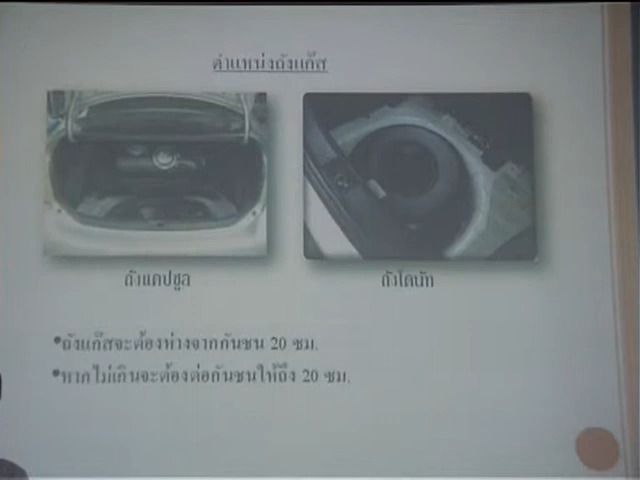 ตำแหน่งถังแก๊ส
ถังแคปซูล
ถังโดนัท
•ถังแก๊สจะต้องห่างจากกันชน 20 ซม.
•หากไม่เกินจะต้องต่อกันชนให้ถึง 20 ซม.